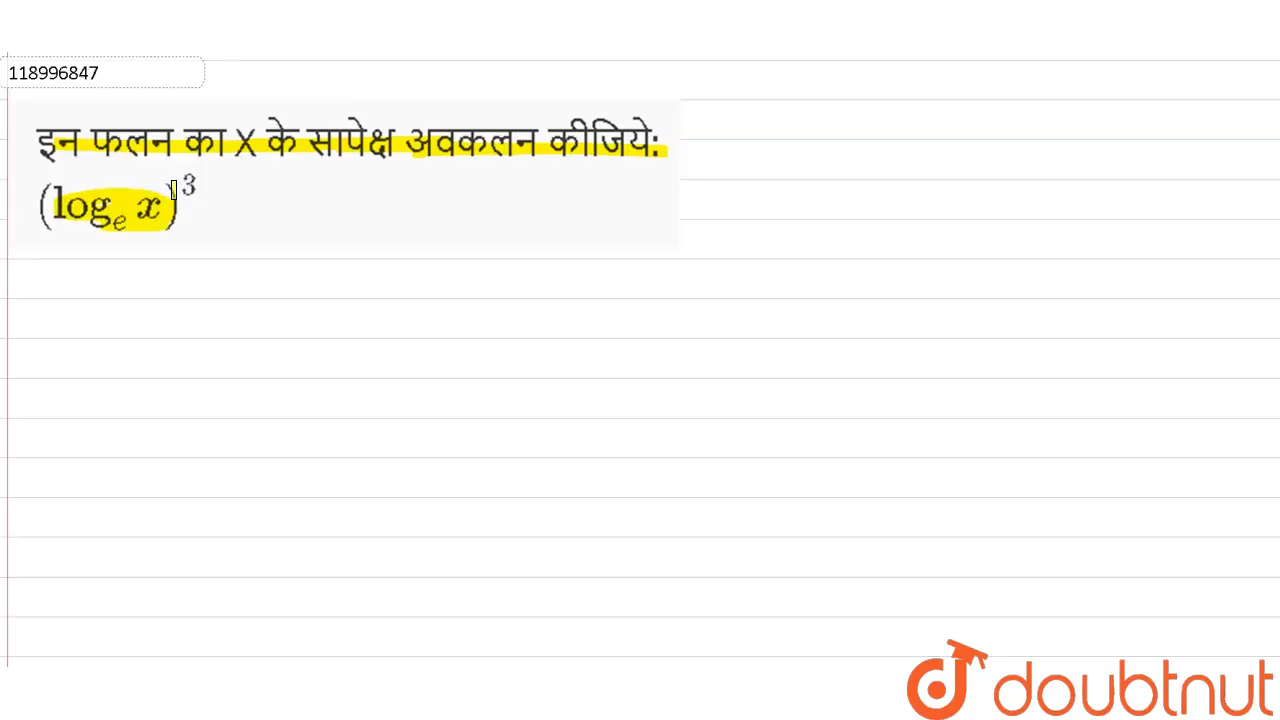 118996847
इन फलन का X के सापेक्ष अवकलन कीजिये:
(logₑ x)³
doubtnut